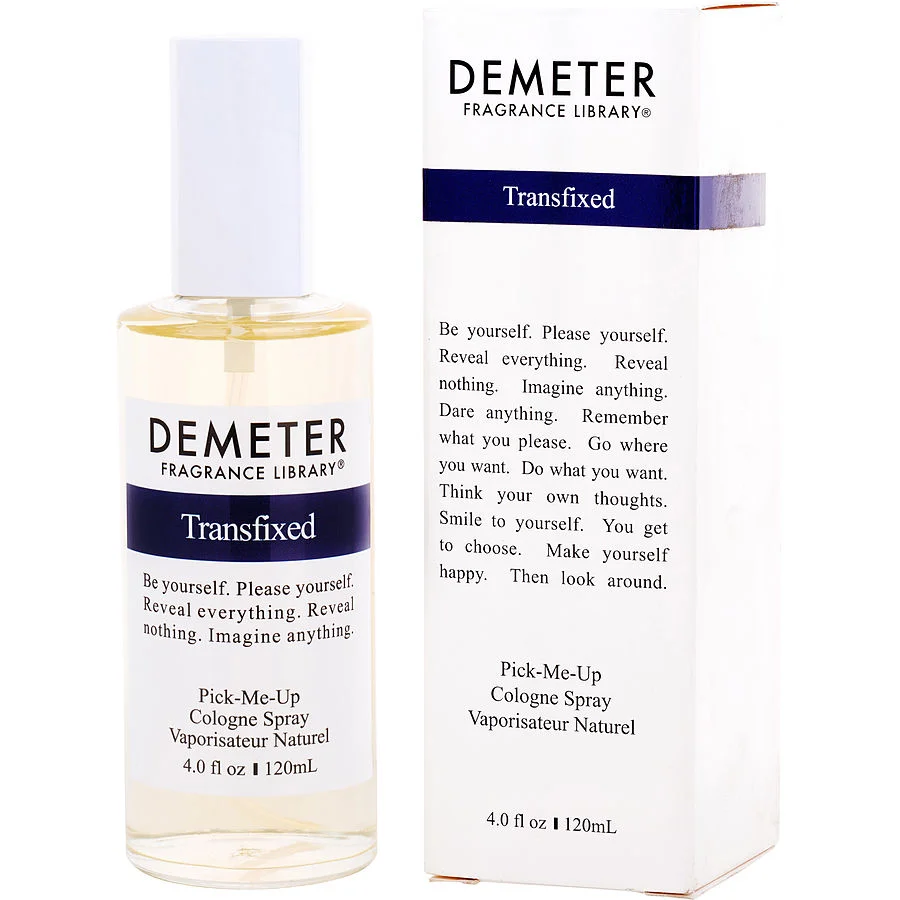 DEMETER
FRAGRANCE LIBRARY®
Transfixed
Be yourself. Please yourself.
Reveal everything. Reveal
nothing. Imagine anything.
Pick-Me-Up
Cologne Spray
Vaporisateur Naturel
4.0 fl oz | 120mL
DEMETER
FRAGRANCE LIBRARY®
Transfixed
Be yourself. Please yourself.
Reveal everything. Reveal
nothing. Imagine anything.
Dare anything. Remember
what you please. Go where
you want. Do what you want.
Think your own thoughts.
Smile to yourself. You get
to choose. Make yourself
happy. Then look around.
Pick-Me-Up
Cologne Spray
Vaporisateur Naturel
4.0 fl oz | 120mL